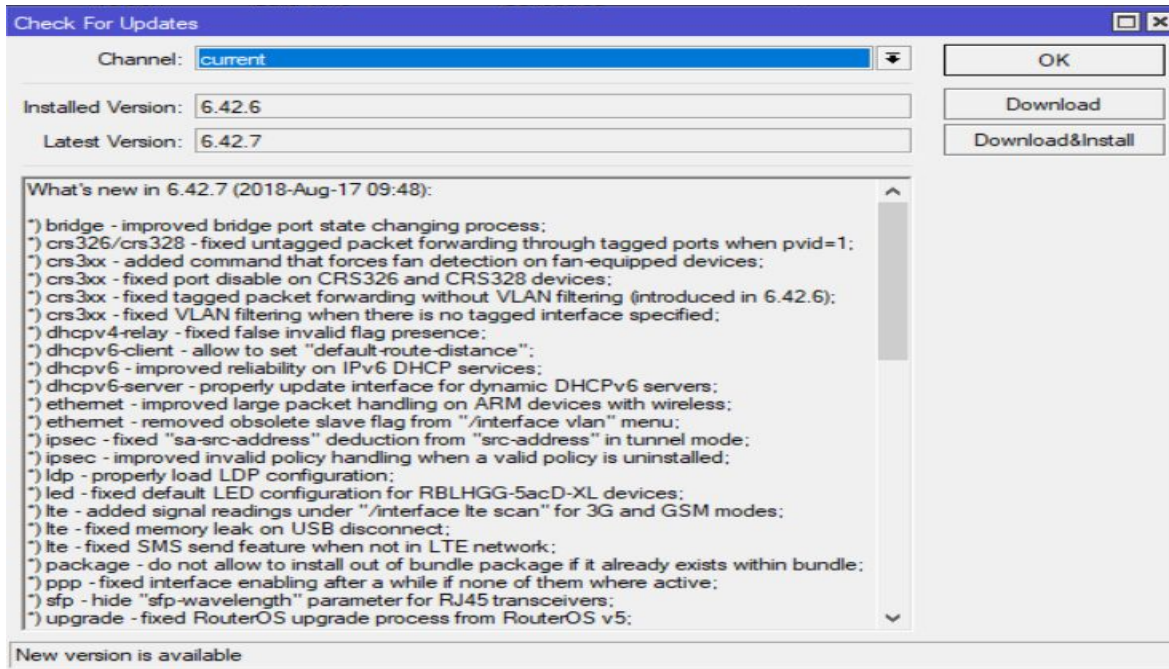 Check For Updates
Channel: current
OK
Installed Version: 6.42.6
Download
Latest Version: 6.42.7
Download&Install
What's new in 6.42.7 (2018-Aug-17 09:48):
*) bridge - improved bridge port state changing process;
*) crs326/crs328 - fixed untagged packet forwarding through tagged ports when pvid=1;
*) crs3xx - added command that forces fan detection on fan-equipped devices;
*) crs3xx - fixed port disable on CRS326 and CRS328 devices;
*) crs3xx - fixed tagged packet forwarding without VLAN filtering (introduced in 6.42.6);
*) crs3xx - fixed VLAN filtering when there is no tagged interface specified;
*) dhcpv4-relay - fixed false invalid flag presence;
*) dhcpv6-client - allow to set "default-route-distance";
*) dhcpv6 - improved reliability on IPv6 DHCP services;
*) dhcpv6-server - properly update interface for dynamic DHCPv6 servers;
*) ethernet - improved large packet handling on ARM devices with wireless;
*) ethernet - removed obsolete slave flag from "/interface vlan" menu;
*) ipsec - fixed "sa-src-address" deduction from "src-address" in tunnel mode;
*) ipsec - improved invalid policy handling when a valid policy is uninstalled;
*) ldp - properly load LDP configuration;
*) led - fixed default LED configuration for RBLHGG-5acD-XL devices;
*) lte - added signal readings under "/interface lte scan" for 3G and GSM modes;
*) lte - fixed memory leak on USB disconnect;
*) lte - fixed SMS send feature when not in LTE network;
*) package - do not allow to install out of bundle package if it already exists within bundle;
*) ppp - fixed interface enabling after a while if none of them where active;
*) sfp - hide "sfp-wavelength" parameter for RJ45 transceivers;
*) upgrade - fixed RouterOS upgrade process from RouterOS v5;
New version is available